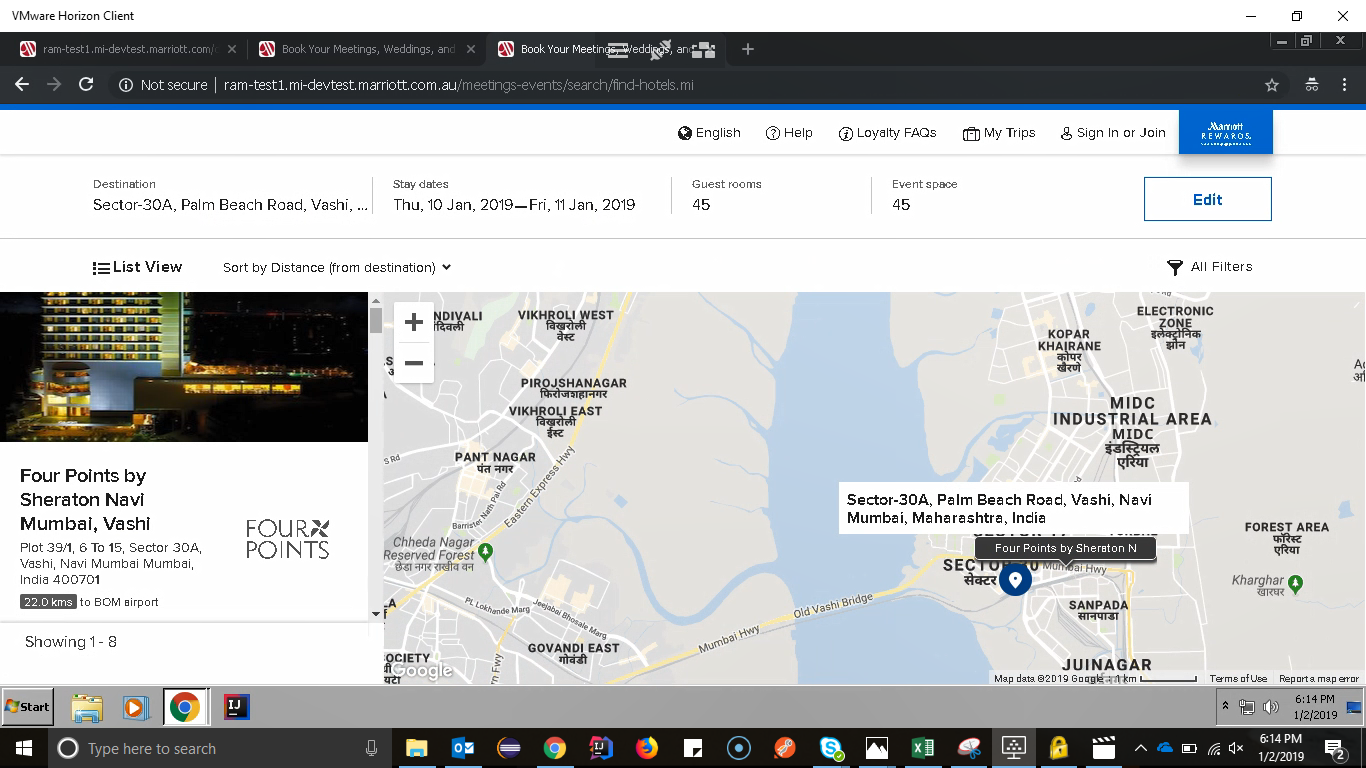 VMware Horizon Client
ram-test1.mi-devtest.marriott.com/
Book Your Meetings, Weddings, and
Book Your Meetings, Weddings, an
Not secure | ram-test1.mi-devtest.marriott.com.au/meetings-events/search/find-hotels.mi
English
Help
Loyalty FAQs
My Trips
Sign In or Join
Marriott
REWARDS.
Destination
Sector-30A, Palm Beach Road, Vashi, ...
Stay dates
Thu, 10 Jan, 2019—Fri, 11 Jan, 2019
Guest rooms
45
Event space
45
Edit
List View
Sort by Distance (from destination)
All Filters
Four Points by
Sheraton Navi
Mumbai, Vashi
FOUR
POINTS
Plot 39/1, 6 To 15, Sector 30A,
Vashi, Navi Mumbai Mumbai,
India 400701
22.0 kms to BOM airport
Showing 1 - 8
NDIVALI
दिवली
VIKHROLI WEST
विखरोली
वेस्ट
PIROJSHANAGAR
फिरोजशहानगर
VIKHROLI EAST
विखरोली
ईस्ट
PANT NAGAR
पंत नगर
S Rd
Barrister Nath Pai Rd
Eastern Express Hwy
Chheda Nagar
Reserved Forest
छेडा नगर राखीव वन
PL Lokhande Marg
Jeejabai Bhosale Marg
GOVANDI EAST
गोवंडी
OCIETY
Fwy
Google
Mumbai Hwy
Old Vashi Bridge
ELECTRONIC
ZONE
इलेक्ट्रोनिक
झोन
KOPAR
KHAIRANE
कोपर
खैरणे
MIDC
INDUSTRIAL AREA
MIDC
इंडस्ट्रियल
एरिया
Sector-30A, Palm Beach Road, Vashi, Navi
Mumbai, Maharashtra, India
Four Points by Sheraton N
सेक्टर
Mumbai Hwy
FOREST AREA
फॉरेस्ट
एरिया
Kharghar
खारघर
SANPADA
सानपाडा
JUINAGAR
Map data ©2019 Google
1 km
Terms of Use
Report a map error
Start
6:14 PM
1/2/2019
Type here to search
6:14 PM
1/2/2019
2